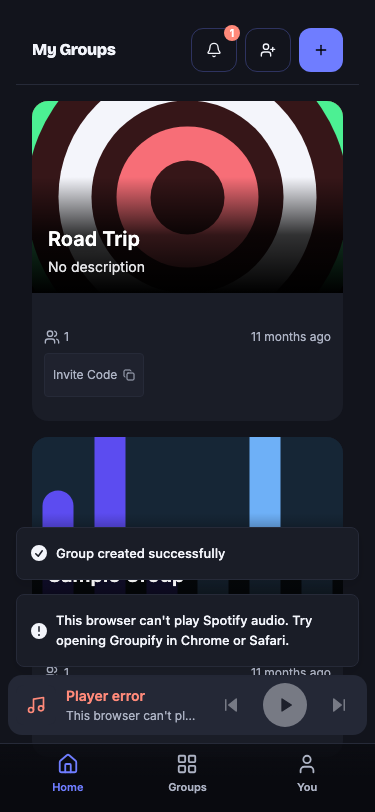 My Groups
1
Road Trip
No description
1
11 months ago
Invite Code
Group created successfully
Sample Group
This browser can't play Spotify audio. Try
opening Groupify in Chrome or Safari.
1
11 months ago
Player error
This browser can't pl...
Home
Groups
You